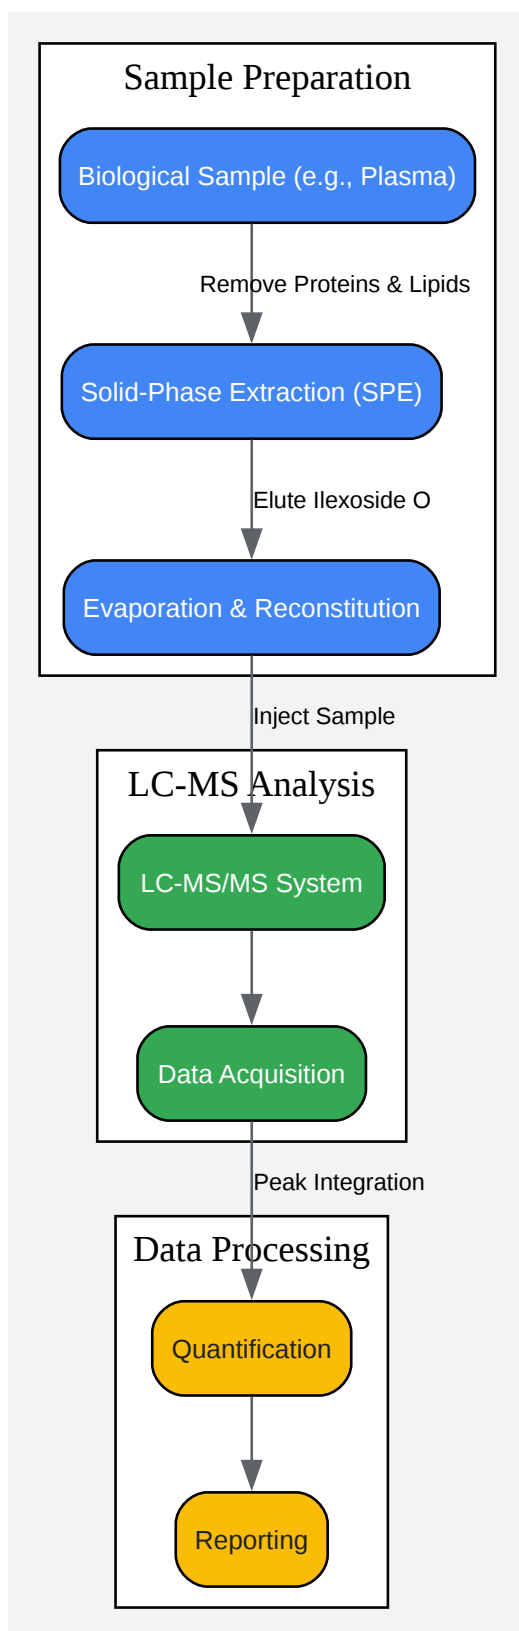 Sample Preparation
Biological Sample (e.g., Plasma)
Remove Proteins & Lipids
Solid-Phase Extraction (SPE)
Elute Ilexoside O
Evaporation & Reconstitution
Inject Sample
LC-MS Analysis
LC-MS/MS System
Data Acquisition
Peak Integration
Data Processing
Quantification
Reporting